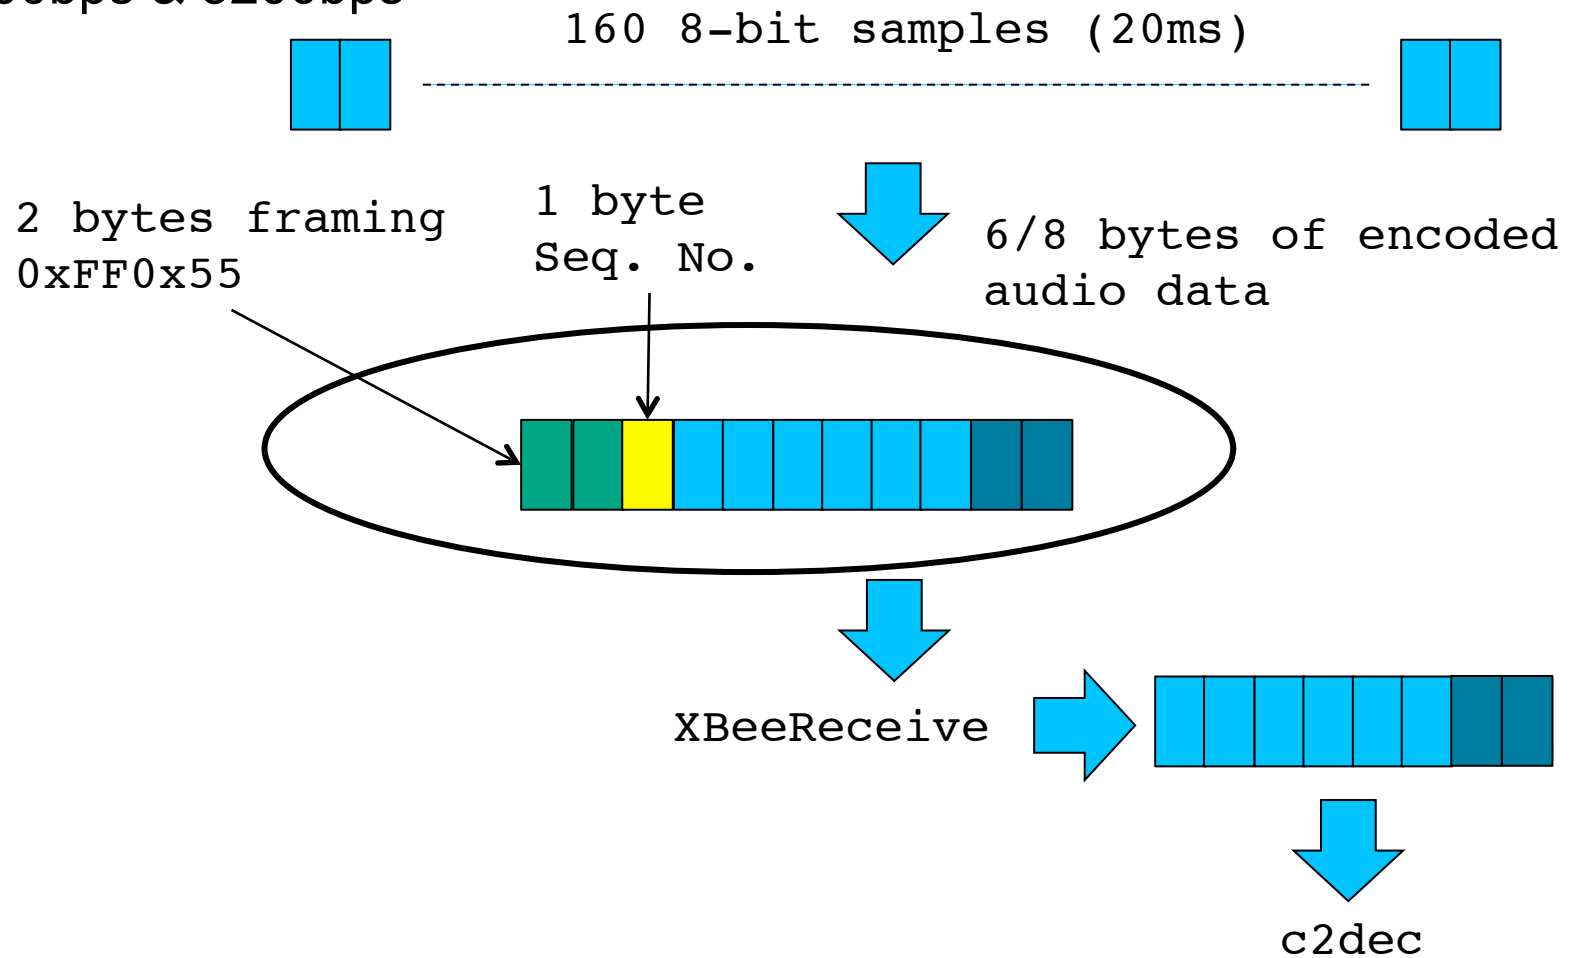 & 3200bps
160 8-bit samples (20ms)
2 bytes framing
0xFF0x55
1 byte
Seq. No.
6/8 bytes of encoded
audio data
XBeeReceive
c2dec